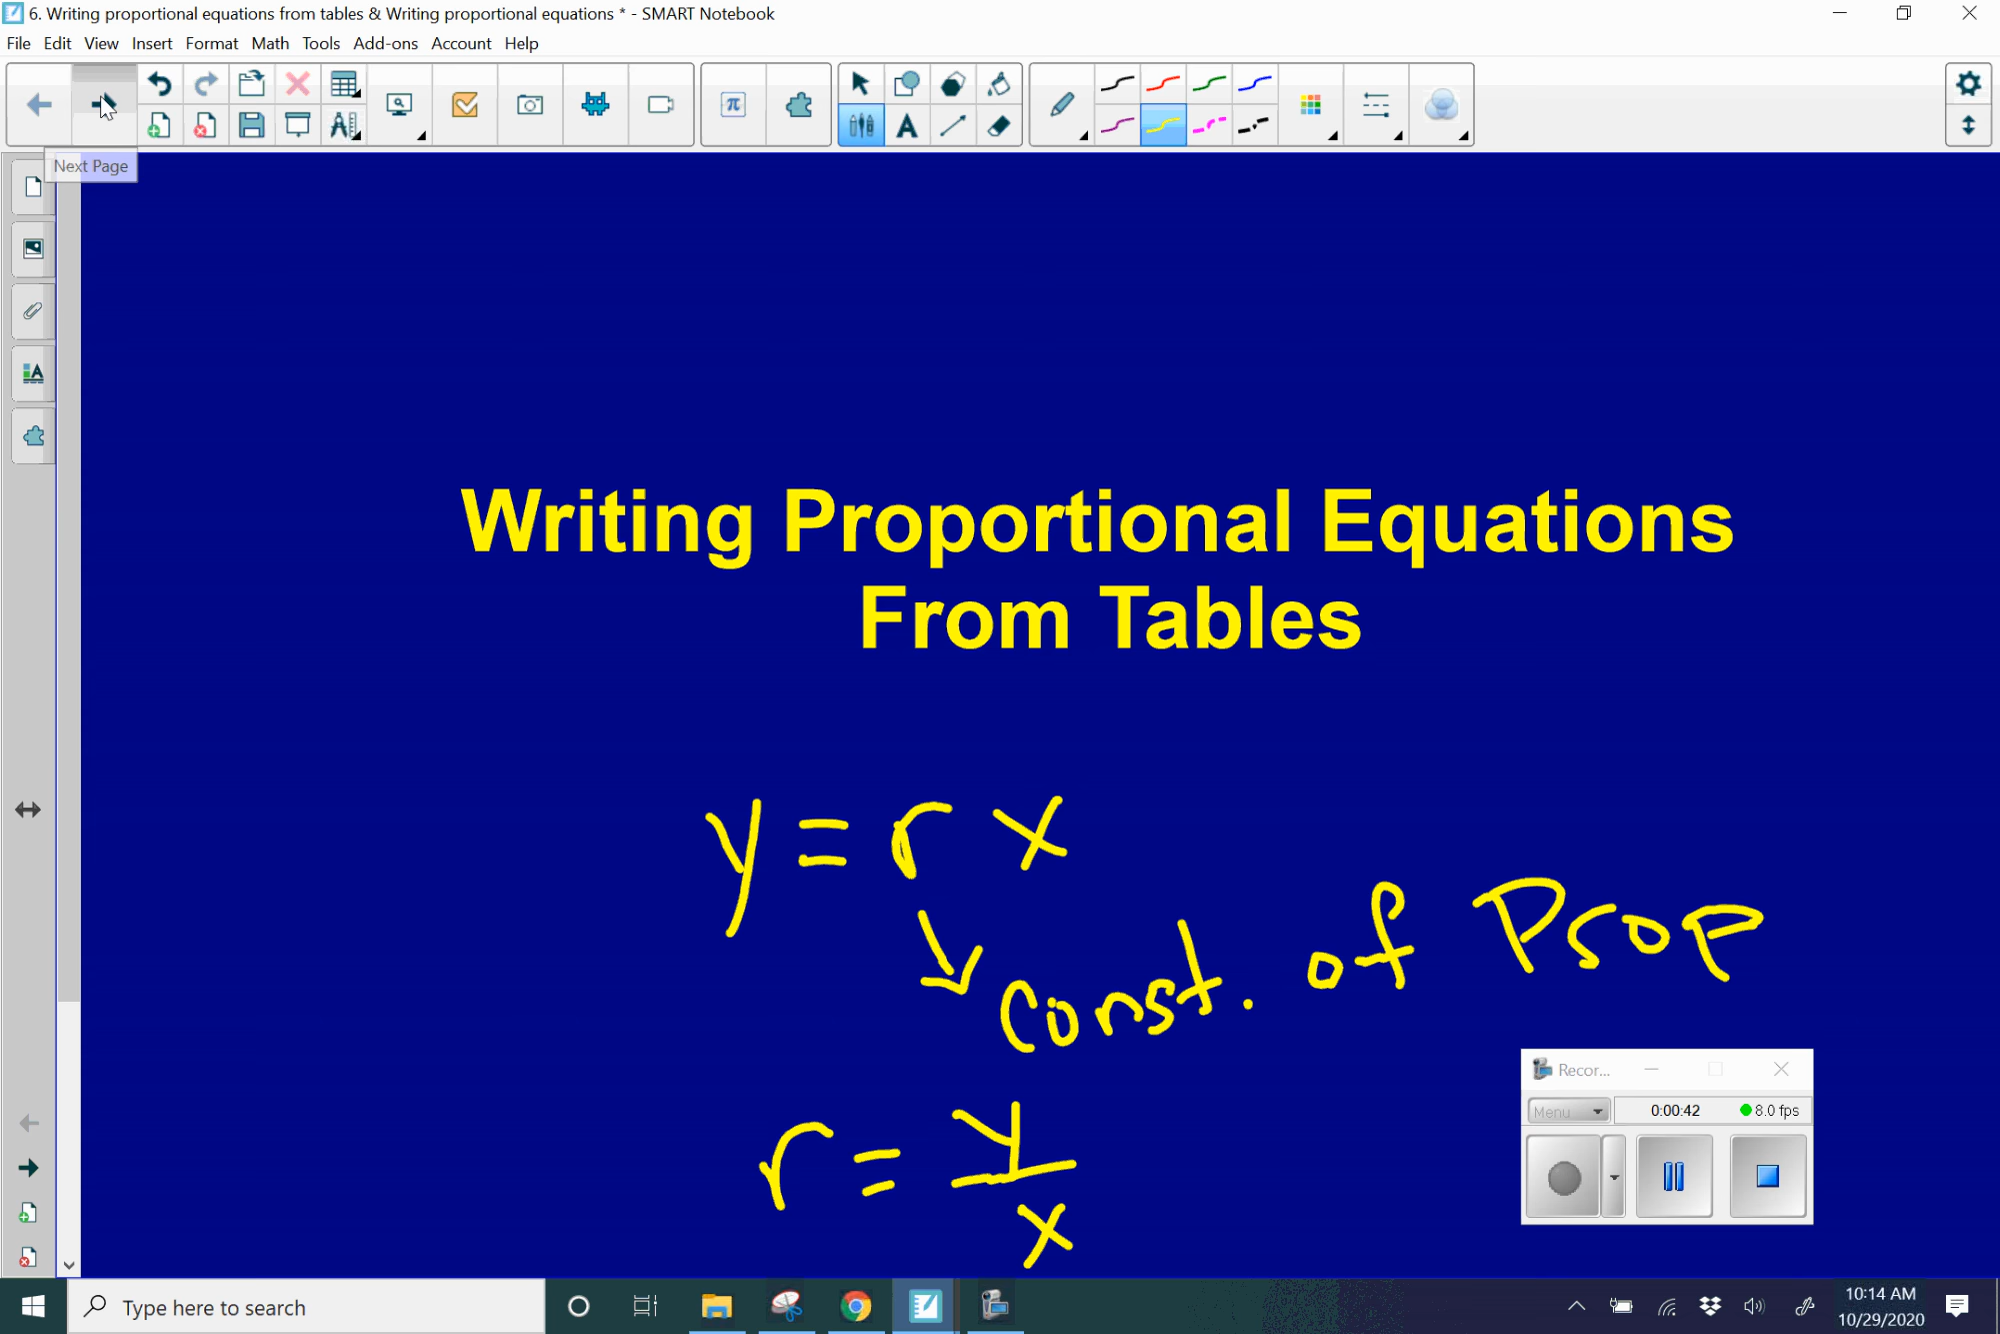 6. Writing proportional equations from tables & Writing proportional equations * - SMART Notebook
File Edit View Insert Format Math Tools Add-ons Account Help
Next Page
Writing Proportional Equations
From Tables
y = r x
const. of Prop
r = y/x
Recor...
Menu 0:00:42 8.0 fps
Type here to search
10:14 AM
10/29/2020